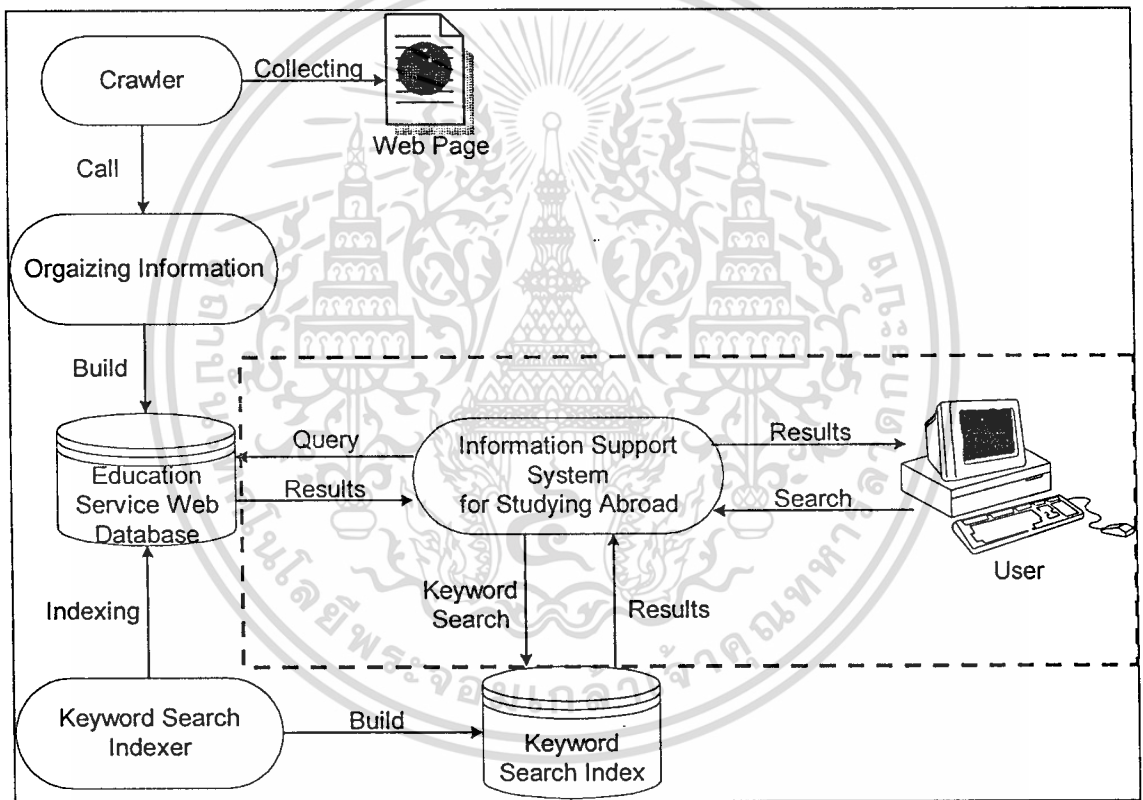 Crawler
Collecting
Web Page
Call
Orgaizing Information
Build
Education
Service Web
Database
Query
Results
Information Support
System
for Studying Abroad
Results
Search
User
Indexing
Keyword
Search
Results
Keyword Search
Indexer
Build
Keyword
Search Index